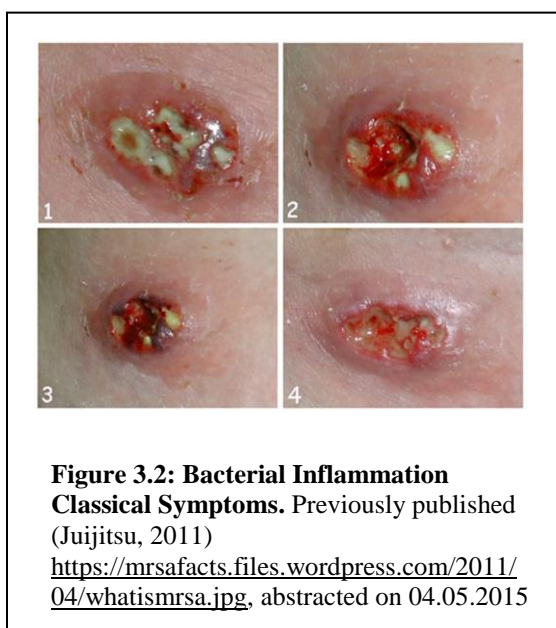 1
2
3
4
Figure 3.2: Bacterial Inflammation
Classical Symptoms. Previously published
(Juijitsu, 2011)
https://mrsafacts.files.wordpress.com/2011/
04/whatismrsa.jpg, abstracted on 04.05.2015